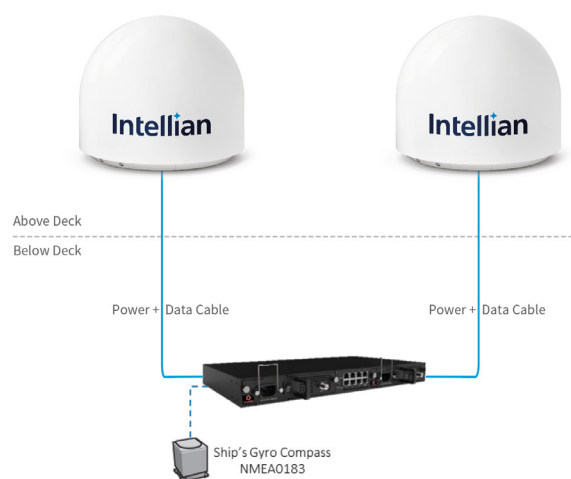 Intellian
Intellian
Above Deck
Below Deck
Power + Data Cable
Power + Data Cable
Ship's Gyro Compass
NMEA0183